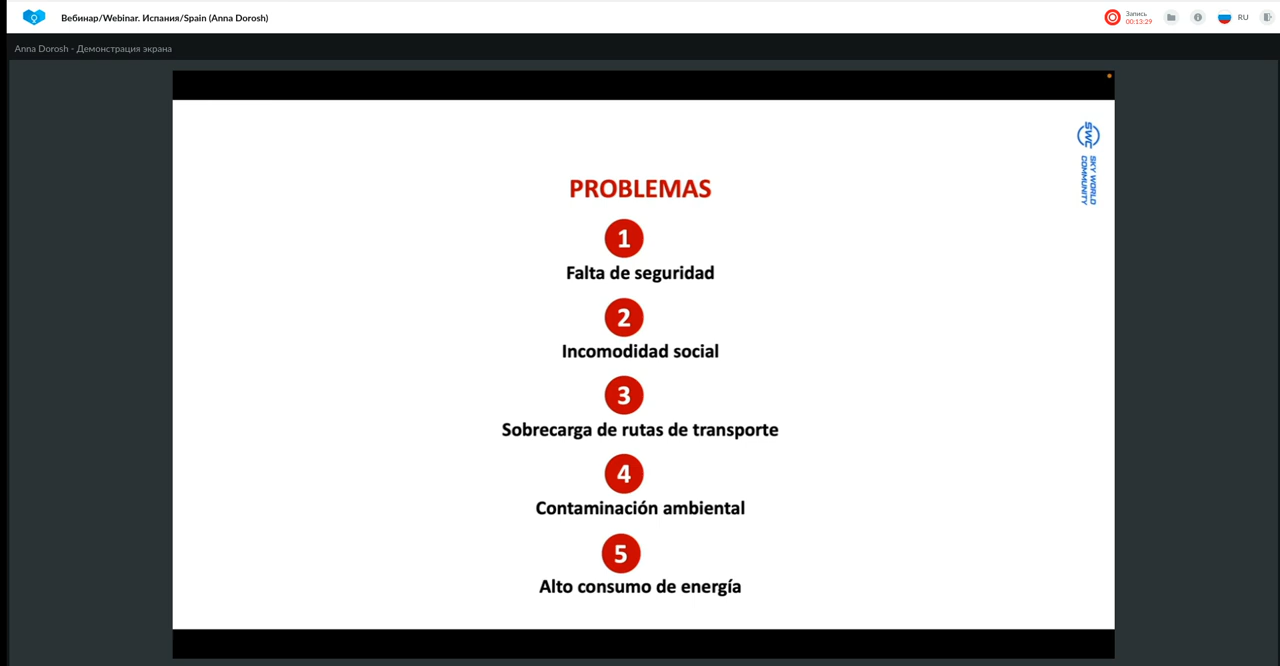 Вебинар/Webinar. Испания/Spain (Anna Dorosh)
Запись
00:13:29
RU
Anna Dorosh - Демонстрация экрана
SWC
SKY WORLD
COMMUNITY
PROBLEMAS
1
Falta de seguridad
2
Incomodidad social
3
Sobrecarga de rutas de transporte
4
Contaminación ambiental
5
Alto consumo de energía